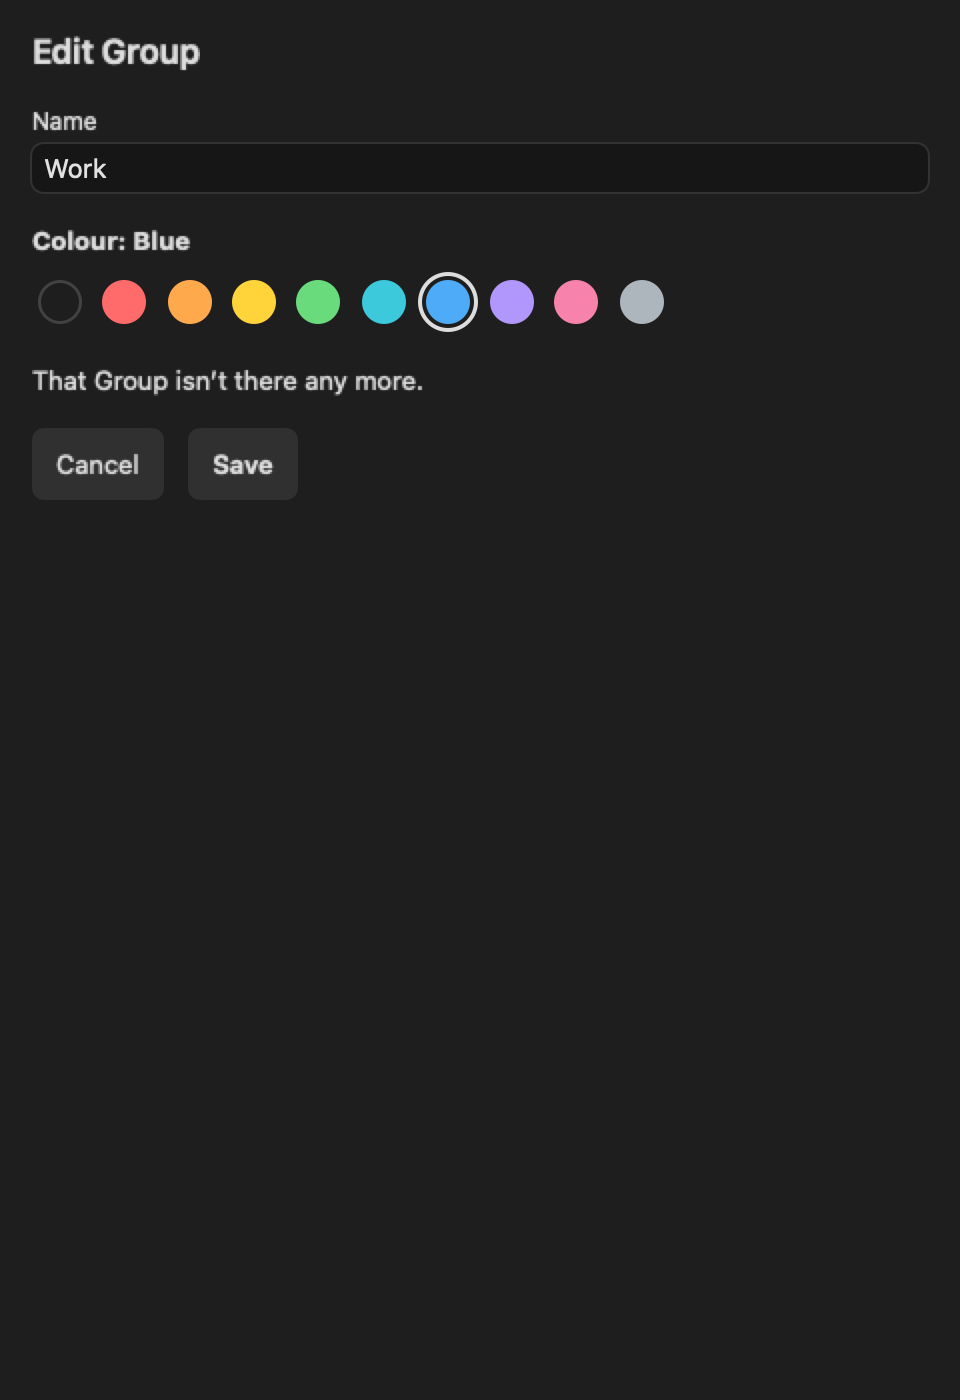 Edit Group
Name
Work
Colour: Blue
That Group isn’t there any more.
Cancel
Save